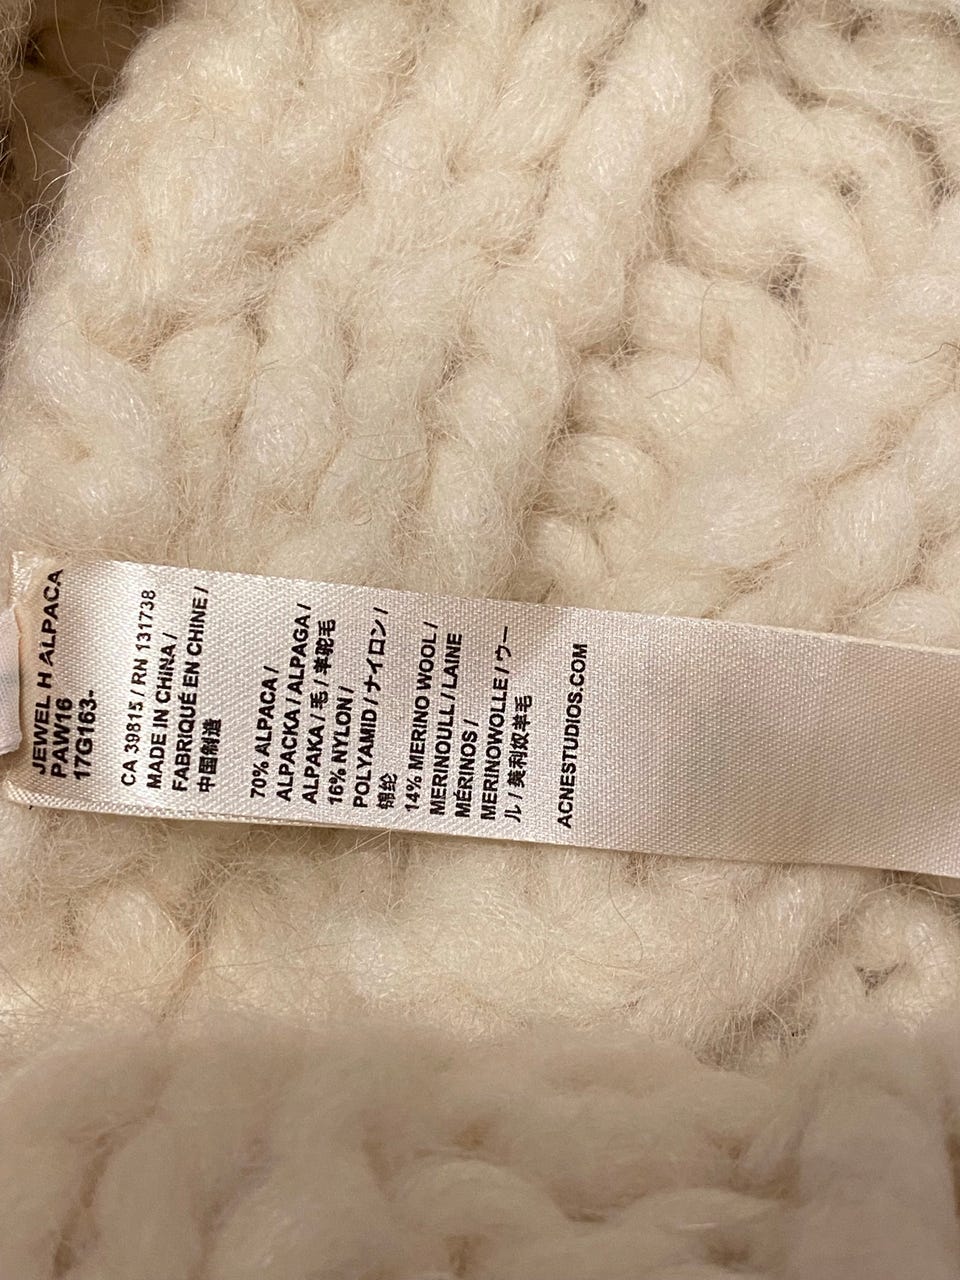 JEWEL H ALPACA
PAW16
17G163-
CA 39815 / RN 131738
MADE IN CHINA /
FABRIQUÉ EN CHINE /
中国制造
70% ALPACA /
ALPACKA / ALPAGA /
ALPAKA / 毛 / 羊驼毛
16% NYLON /
POLYAMID / ナイロン /
锦纶
14% MERINO WOOL /
MERINOULL / LAINE
MÉRINOS /
MERINOWOLLE / ウー
ル / 美利奴羊毛
ACNESTUDIOS.COM